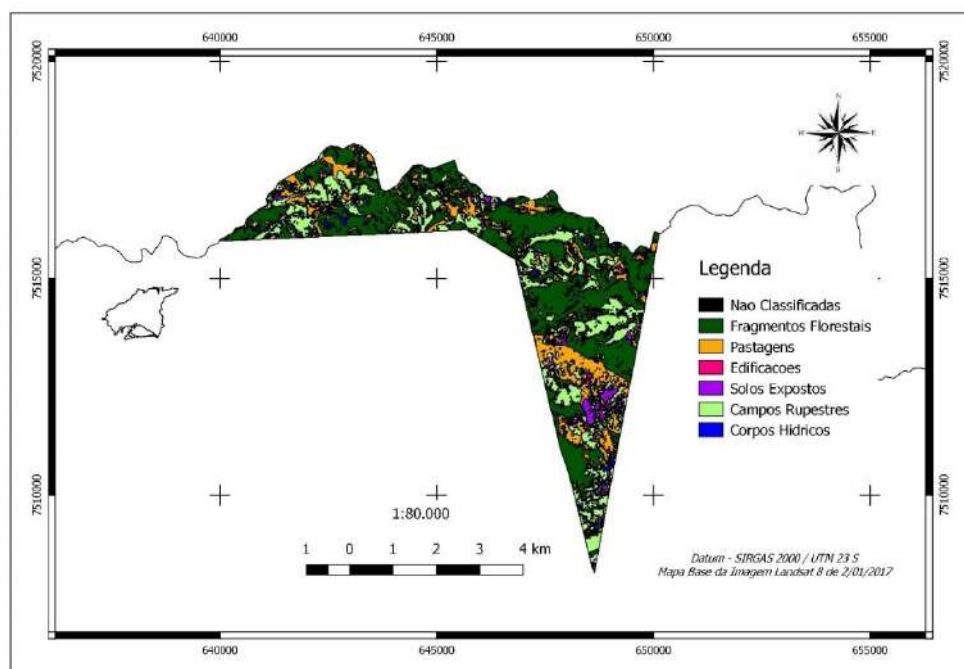 640000 645000 650000 655000
7520000 7520000
N
S
Legenda
7515000 7515000
Nao Classificadas
Fragmentos Florestais
Pastagens
Edificacoes
Solos Expostos
Campos Rupestres
Corpos Hidricos
7510000 7510000
1:80.000
1 0 1 2 3 4 km
Datum - SIRGAS 2000 / UTM 23 S
Mapa Base da Imagem Landsat 8 de 2/01/2017
640000 645000 650000 655000